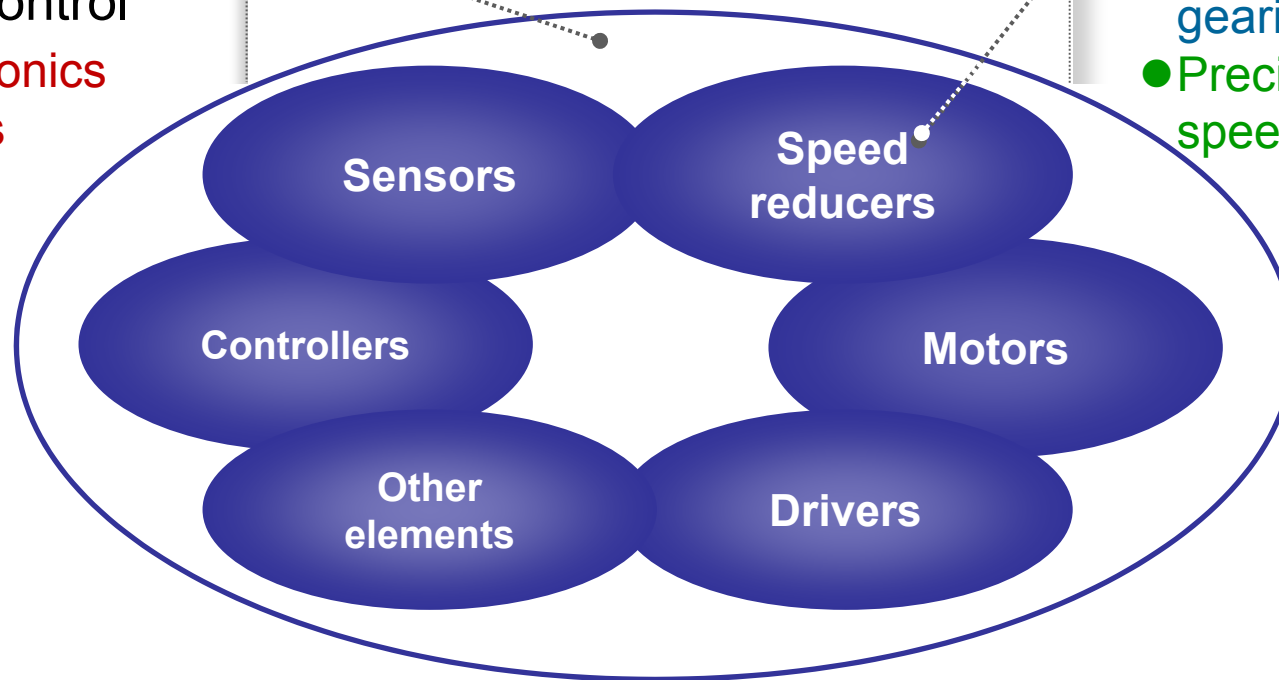 Sensors
Speed
reducers
Controllers
Motors
Other
elements
Drivers